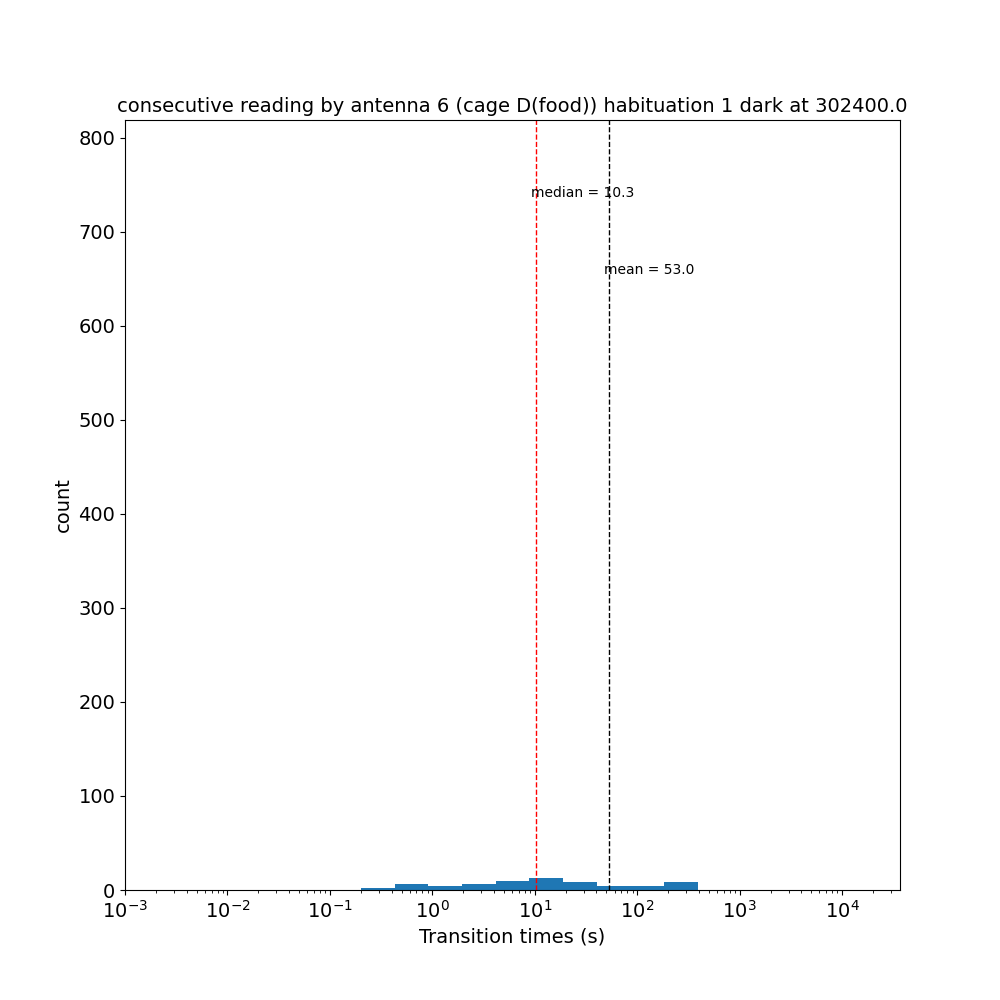 consecutive reading by antenna 6 (cage D(food)) habituation 1 dark at 302400.0
800
median = 10.3
700
mean = 53.0
600
500
count
400
300
200
100
0
10⁻³ 10⁻² 10⁻¹ 10⁰ 10¹ 10² 10³ 10⁴
Transition times (s)